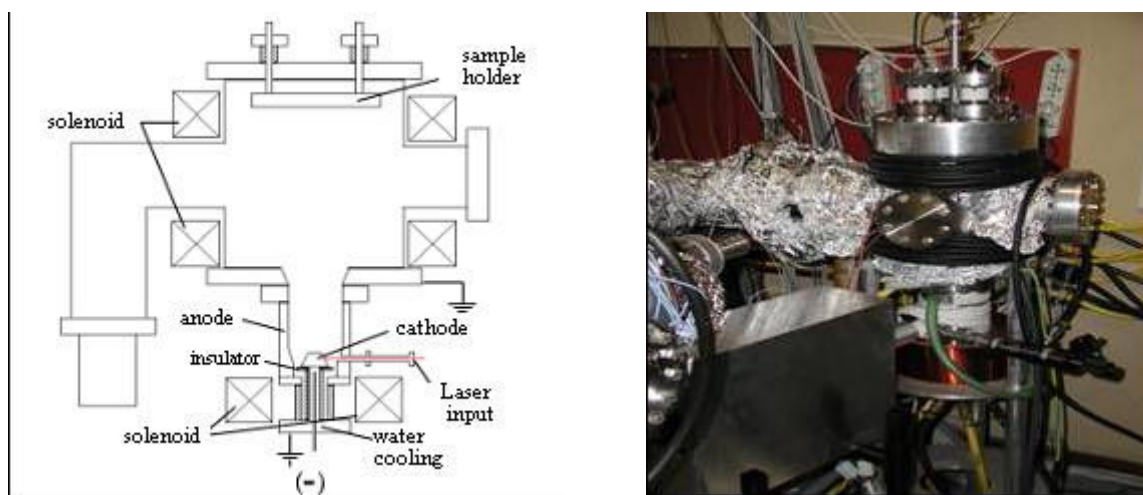 sample
holder
solenoid
anode
cathode
insulator
Laser
input
solenoid
water
cooling
(-)